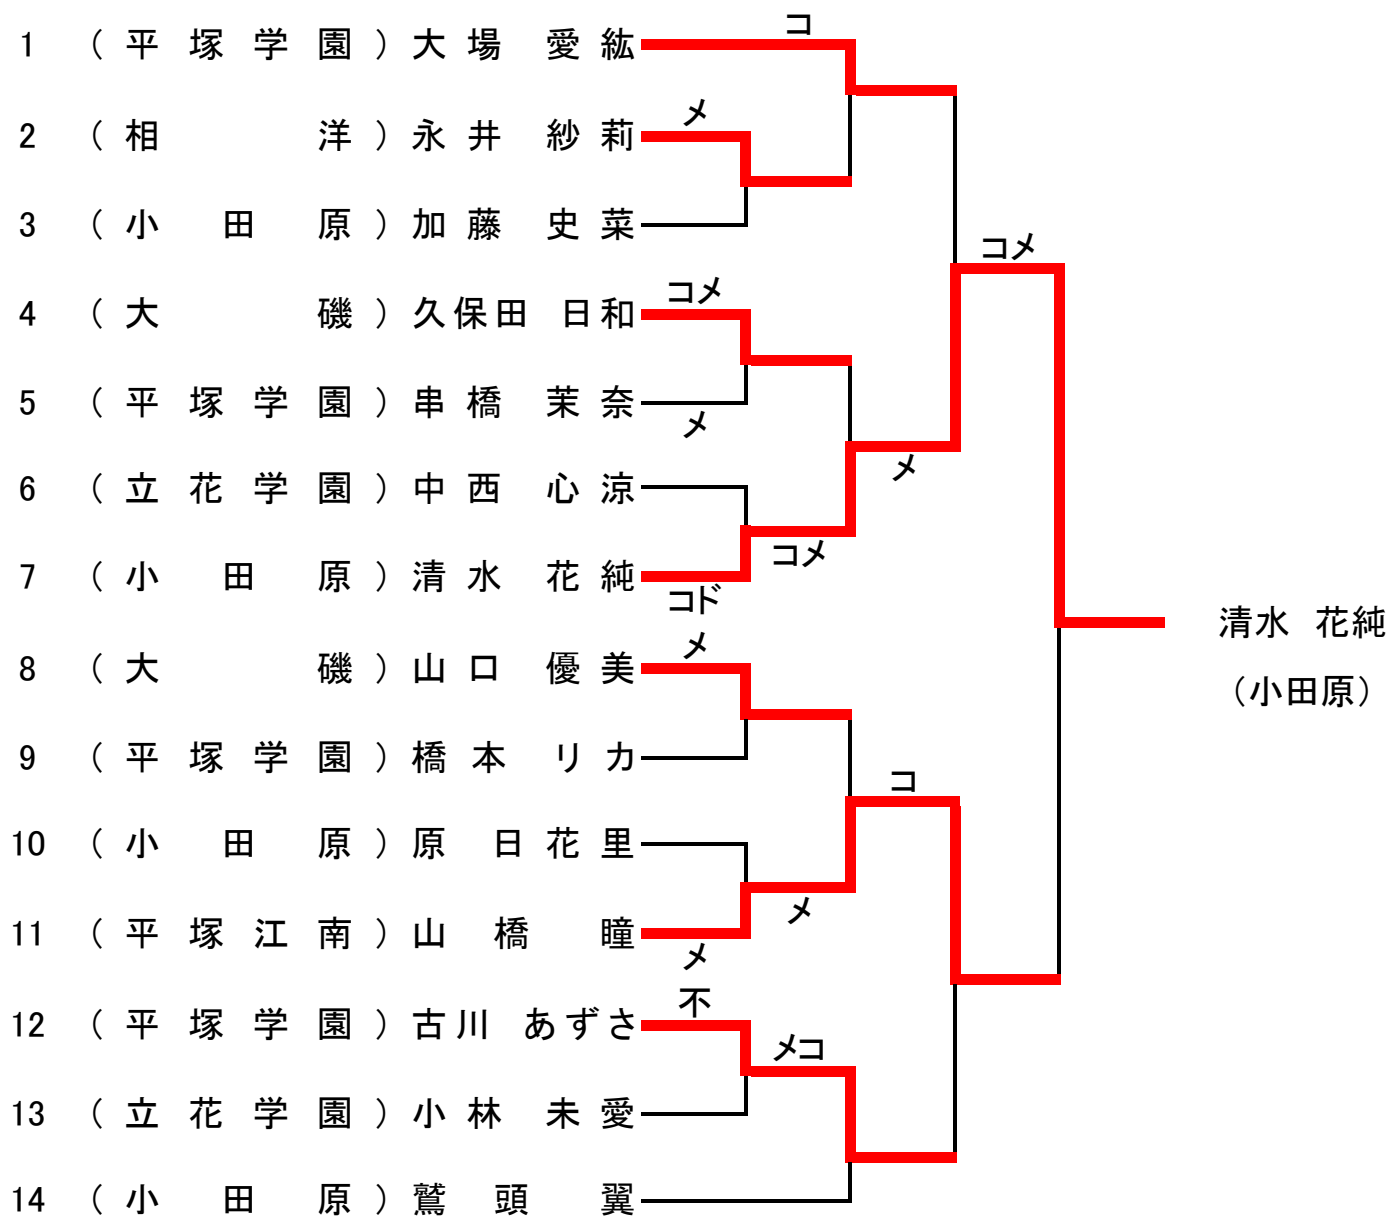 コ
1 （平塚学園）大場 愛紘
メ
2 （相洋）永井 紗莉
3 （小田原）加藤 史菜
コメ
コメ
4 （大磯）久保田 日和
5 （平塚学園）串橋 茉奈
メ
メ
6 （立花学園）中西 心涼
コメ
7 （小田原）清水 花純
コド
清水 花純
（小田原）
メ
8 （大磯）山口 優美
9 （平塚学園）橋本 リカ
コ
10 （小田原）原 日花里
メ
11 （平塚江南）山橋 瞳
メ
不
12 （平塚学園）古川 あずさ
メコ
13 （立花学園）小林 未愛
14 （小田原）鷲頭 翼